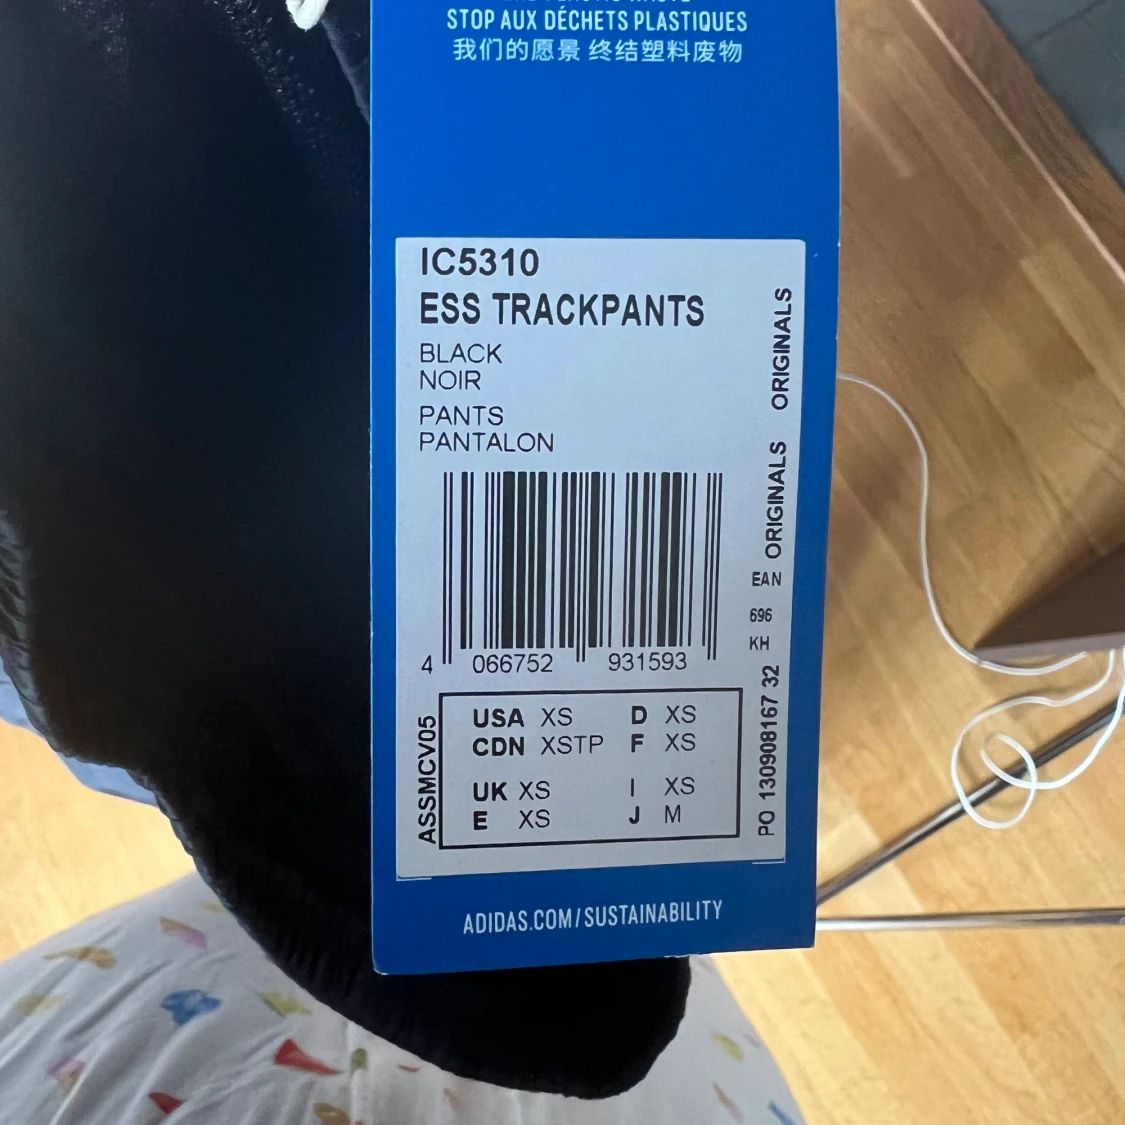 STOP AUX DÉCHETS PLASTIQUES
我们的愿景 终结塑料废物
IC5310
ESS TRACKPANTS
BLACK
NOIR
PANTS
PANTALON
4 066752 931593
ORIGINALS
ORIGINALS
EAN
696
KH
PO 130908167 32
ASSMCV05
USA XS D XS
CDN XSTP F XS
UK XS I XS
E XS J M
ADIDAS.COM/SUSTAINABILITY